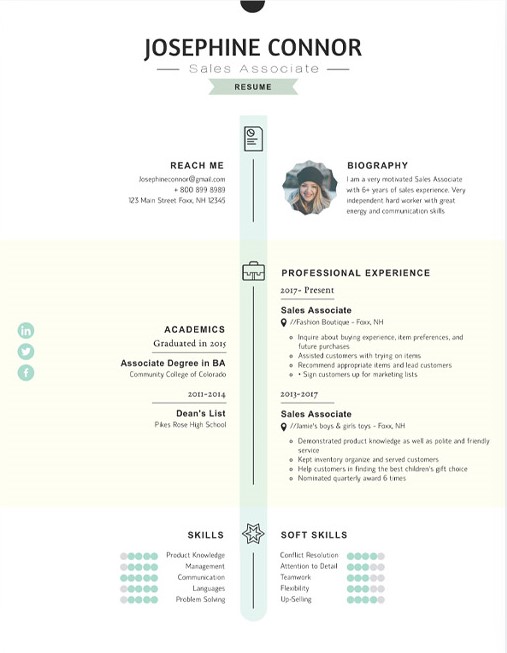 JOSEPHINE CONNOR
Sales Associate
RESUME
REACH ME
Josephineconnor@gmail.com
+ 800 899 8989
123 Main Street Foxx, NH 12345
BIOGRAPHY
I am a very motivated Sales Associate
with 6+ years of sales experience. Very
independent hard worker with great
energy and communication skills
PROFESSIONAL EXPERIENCE
2017- Present
Sales Associate
//Fashion Boutique - Foxx, NH
Inquire about buying experience, item preferences, and
future purchases
Assisted customers with trying on items
Recommend appropriate items and lead customers
• Sign customers up for marketing lists
2013-2017
Sales Associate
//Jamie's boys & girls toys - Foxx, NH
Demonstrated product knowledge as well as polite and friendly
service
Kept inventory organize and served customers
Help customers in finding the best children's gift choice
Nominated quarterly award 6 times
in
f
ACADEMICS
Graduated in 2015
Associate Degree in BA
Community College of Colorado
2011-2014
Dean's List
Pikes Rose High School
SKILLS
Product Knowledge
Management
Communication
Languages
Problem Solving
SOFT SKILLS
Conflict Resolution
Attention to Detail
Teamwork
Flexibility
Up-Selling